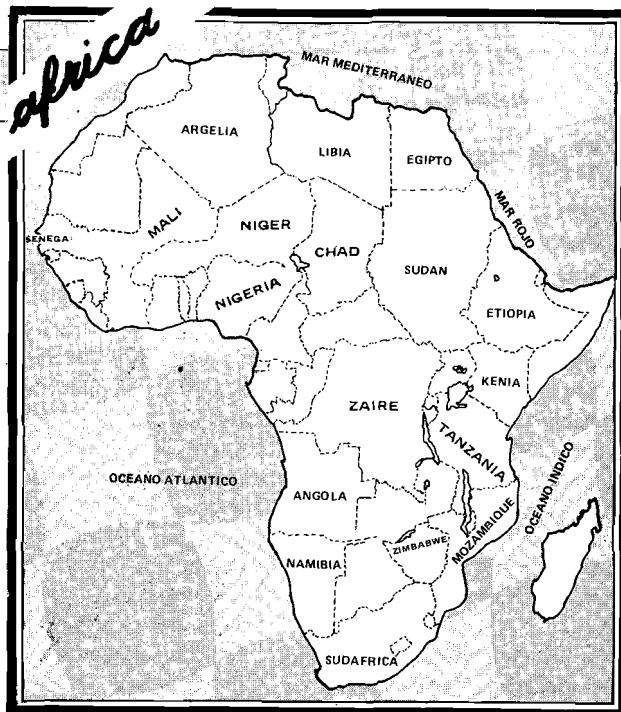 africa
MAR MEDITERRANEO
ARGELIA
LIBIA
EGIPTO
MAR ROJO
MALI
NIGER
CHAD
SUDAN
SENEGA
NIGERIA
ETIOPIA
KENIA
ZAIRE
TANZANIA
OCEANO ATLANTICO
ANGOLA
OCEANO INDICO
MOZAMBIQUE
ZIMBABWE
NAMIBIA
SUDAFRICA